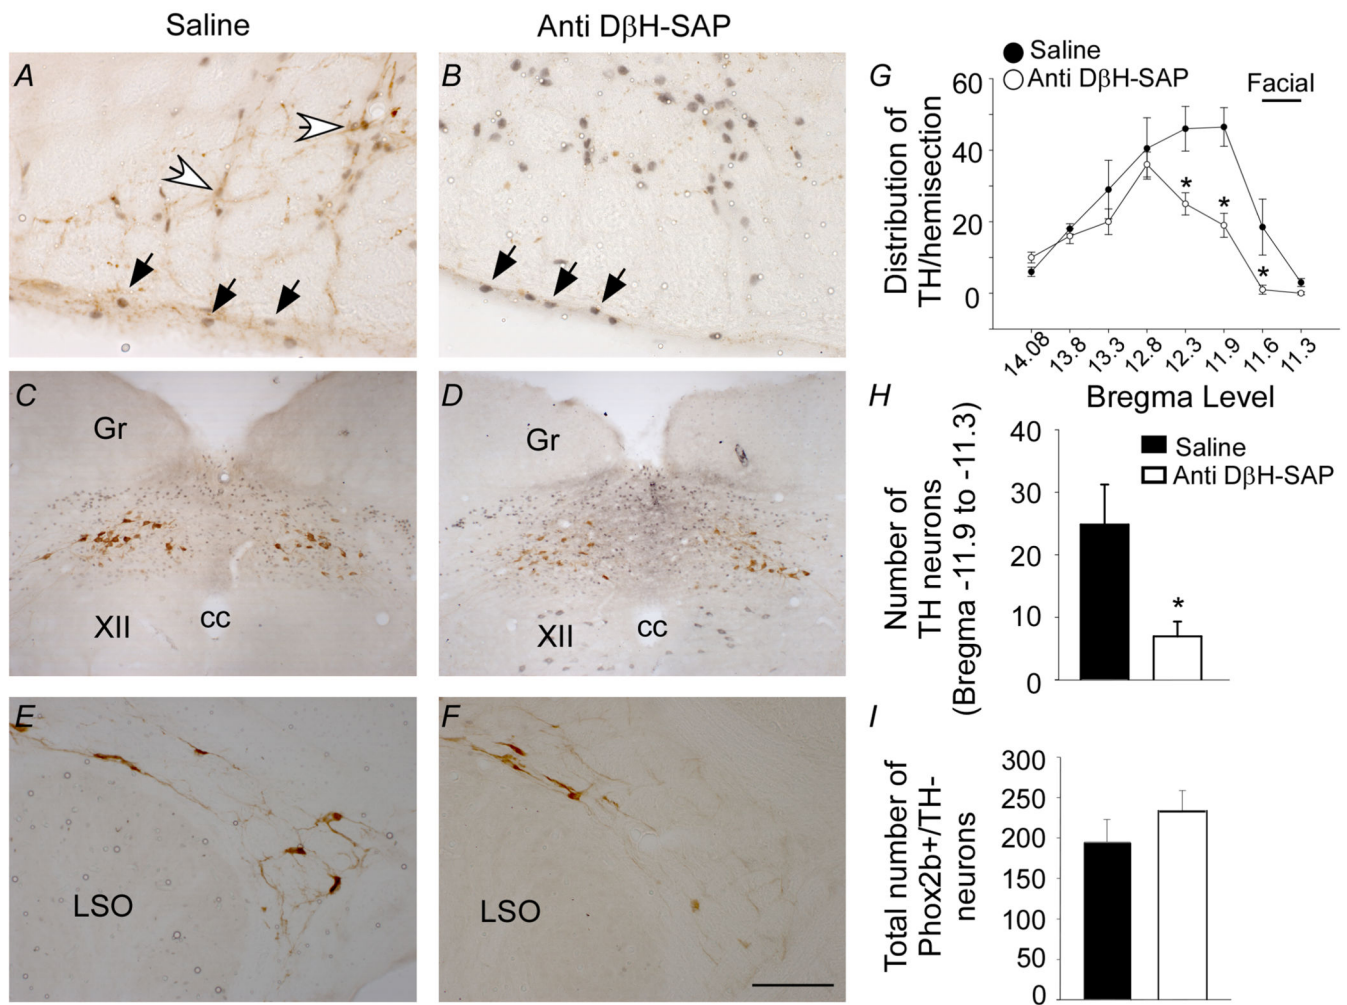 Saline
Anti DβH-SAP
A
B
C
Gr
XII
cc
D
Gr
XII
cc
E
LSO
F
LSO
G
Saline
Anti DβH-SAP
Facial
Distribution of
TH/hemisection
60
40
20
0
*
*
*
14.08
13.8
13.3
12.8
12.3
11.9
11.6
11.3
Bregma Level
H
Number of
TH neurons
(Bregma -11.9 to -11.3)
40
30
20
10
0
Saline
Anti DβH-SAP
*
I
Total number of
Phox2b+/TH-
neurons
300
250
200
150
100
50
0